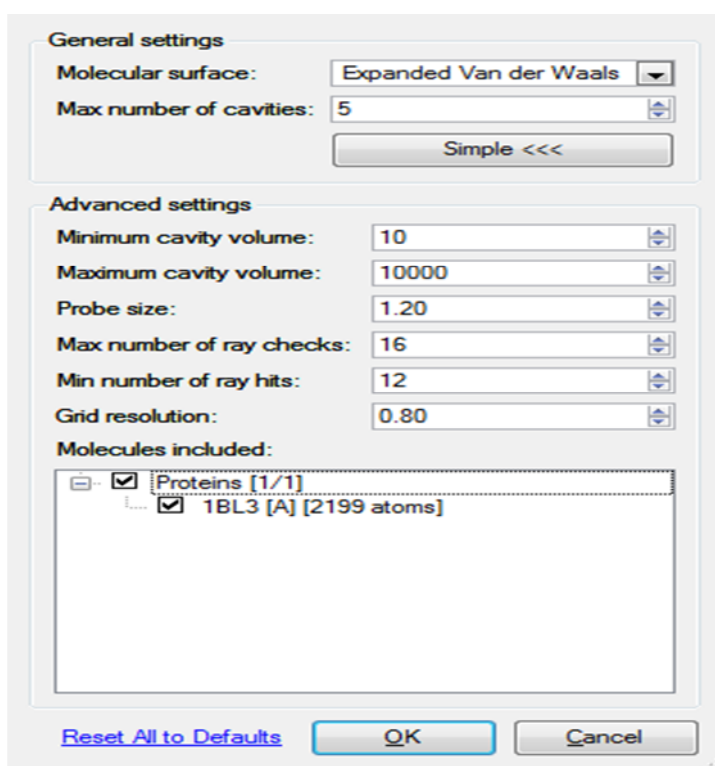 General settings
Molecular surface: Expanded Van der Waals
Max number of cavities: 5
Simple <<<
Advanced settings
Minimum cavity volume: 10
Maximum cavity volume: 10000
Probe size: 1.20
Max number of ray checks: 16
Min number of ray hits: 12
Grid resolution: 0.80
Molecules included:
Proteins [1/1]
1BL3 [A] [2199 atoms]
Reset All to Defaults OK Cancel